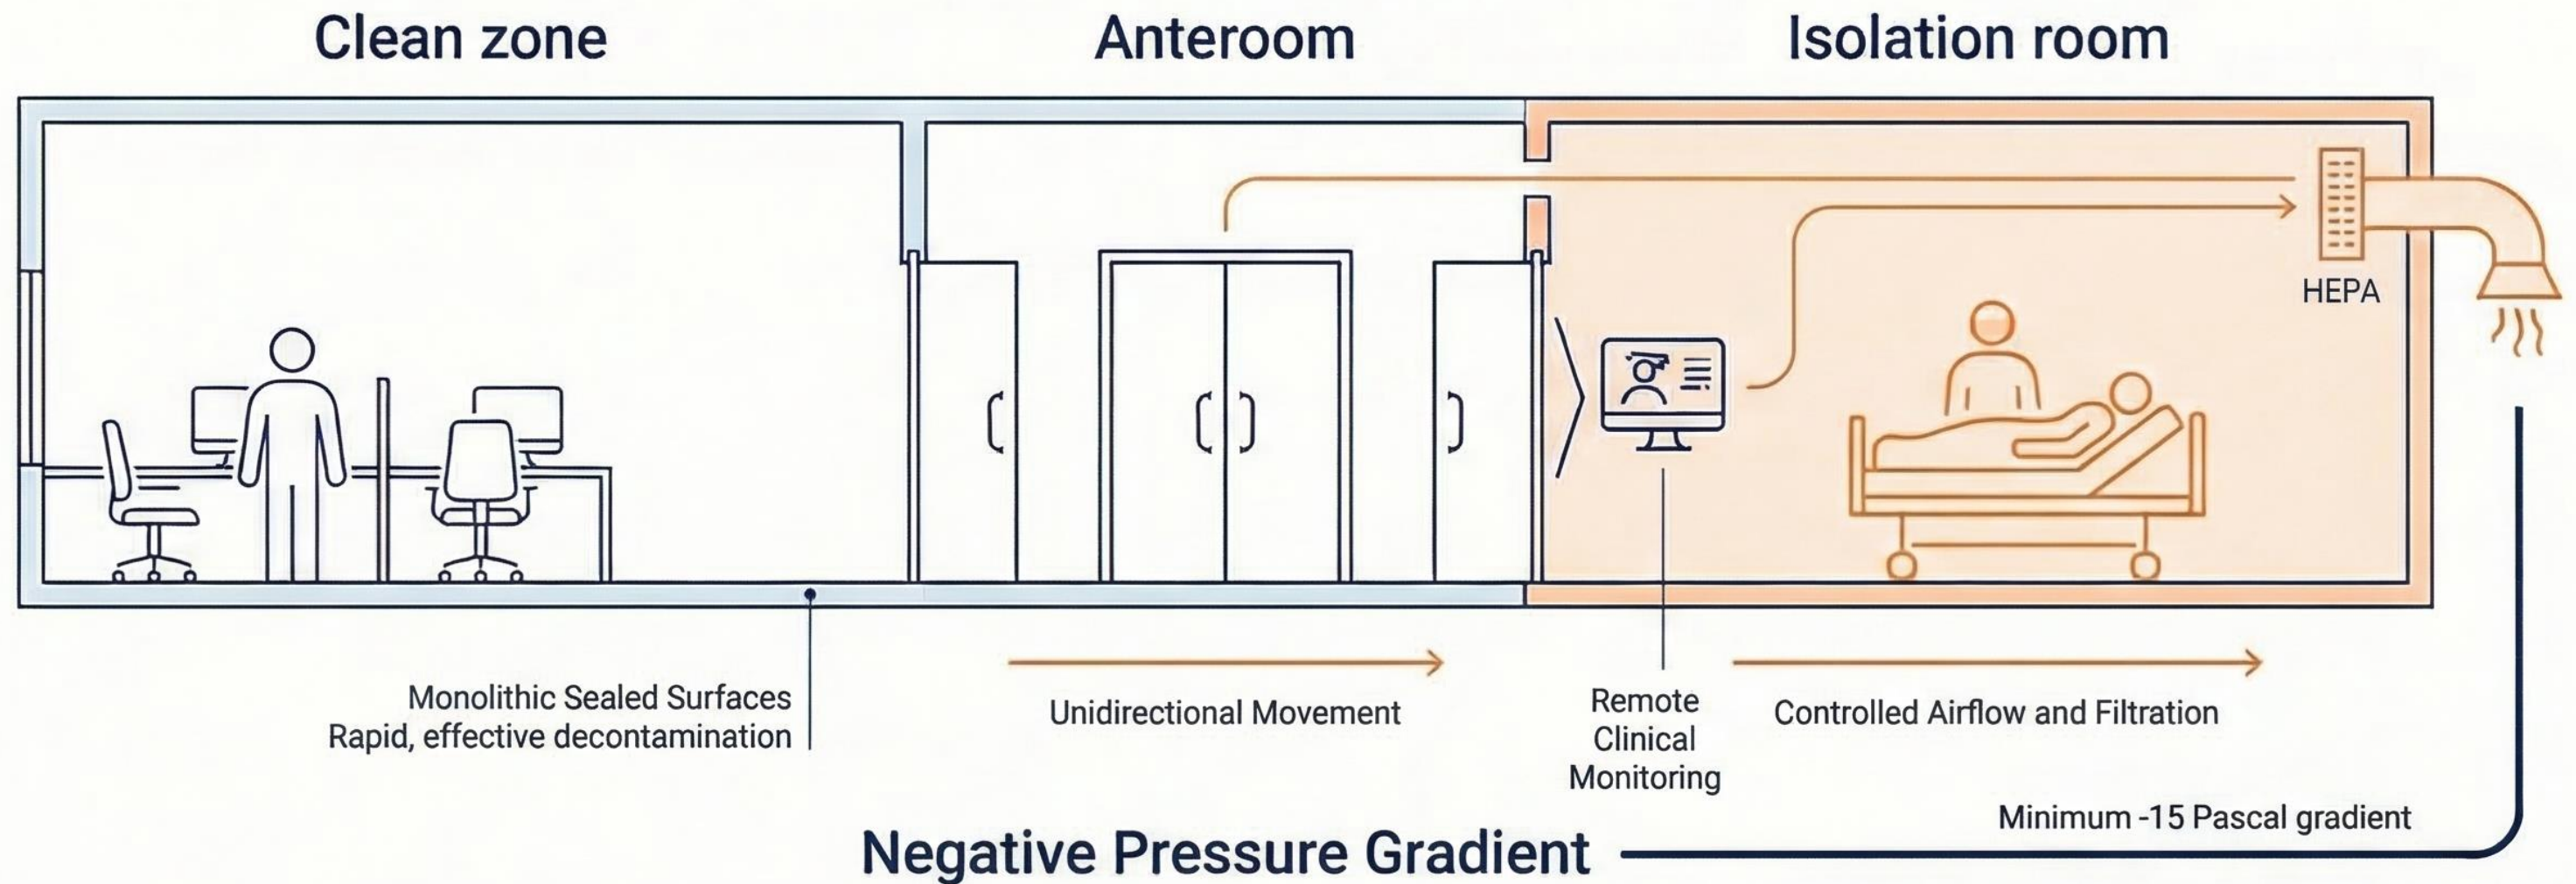 Clean zone
Anteroom
Isolation room
HEPA
Monolithic Sealed Surfaces
Rapid, effective decontamination
Unidirectional Movement
Remote
Clinical
Monitoring
Controlled Airflow and Filtration
Minimum -15 Pascal gradient
Negative Pressure Gradient